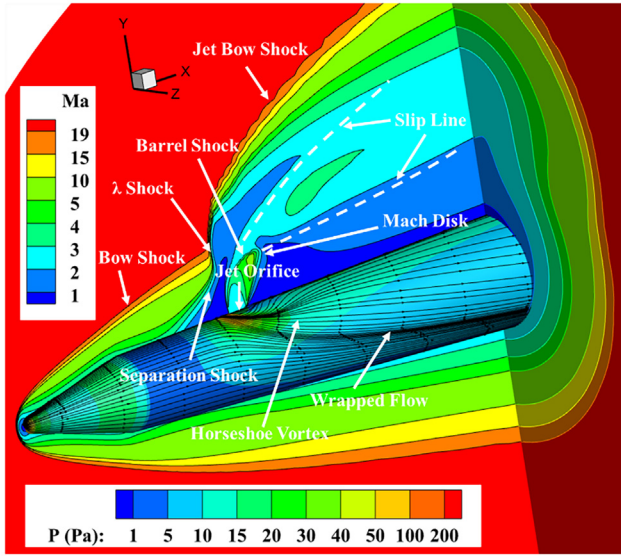 Y
X
Z
Jet Bow Shock
Ma
19
15
10
5
4
3
2
1
Slip Line
Barrel Shock
λ Shock
Mach Disk
Bow Shock
Jet Orifice
Separation Shock
Wrapped Flow
Horseshoe Vortex
P (Pa): 1 5 10 15 20 30 40 50 100 200